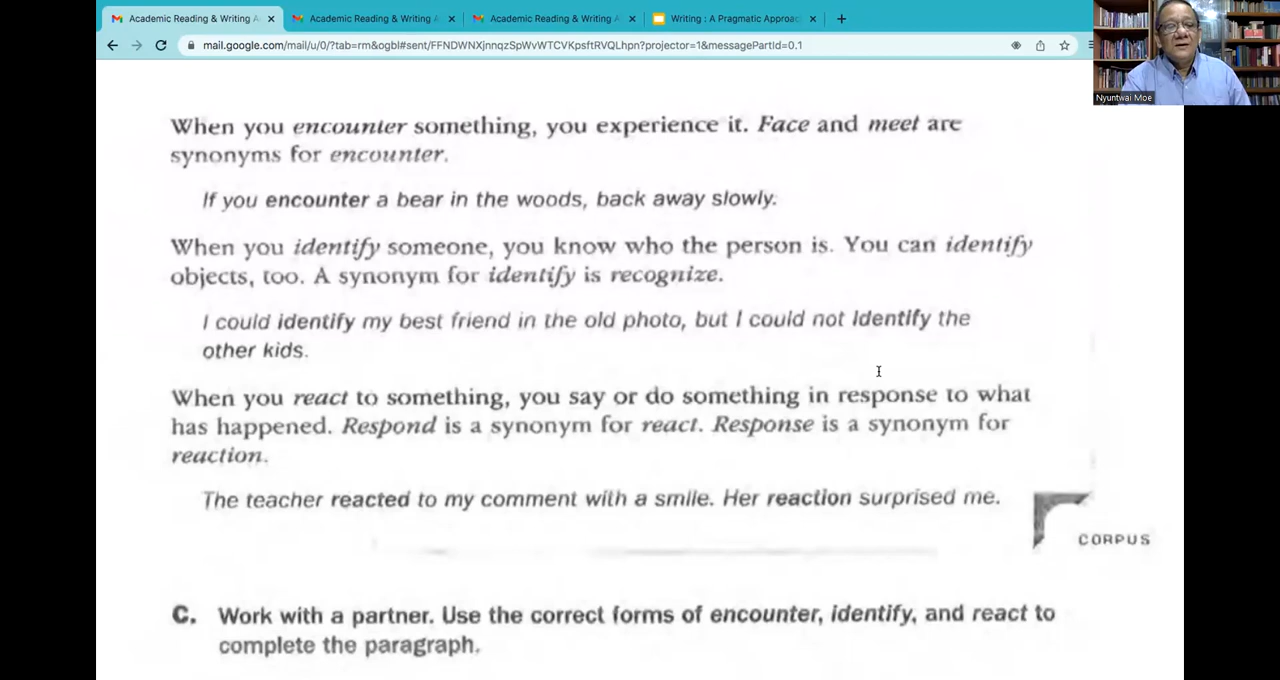 Academic Reading & Writing A
Academic Reading & Writing A
Academic Reading & Writing A
Writing : A Pragmatic Approac
mail.google.com/mail/u/0/?tab=rm&ogbl#sent/FFNDWNXjnnqzSpWvWTCVKpsftRVQLhpn?projector=1&messagePartId=0.1
Nyuntwai Moe
When you encounter something, you experience it. Face and meet are
synonyms for encounter.
If you encounter a bear in the woods, back away slowly.
When you identify someone, you know who the person is. You can identify
objects, too. A synonym for identify is recognize.
I could identify my best friend in the old photo, but I could not identify the
other kids.
When you react to something, you say or do something in response to what
has happened. Respond is a synonym for react. Response is a synonym for
reaction.
The teacher reacted to my comment with a smile. Her reaction surprised me.
CORPUS
C. Work with a partner. Use the correct forms of encounter, identify, and react to
complete the paragraph.